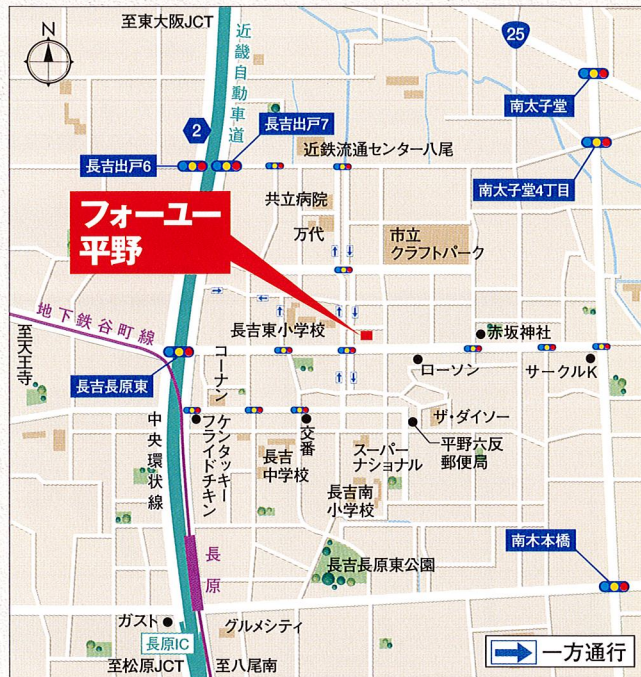 至東大阪JCT
25
N
近畿自動車道
南太子堂
2
長吉出戸7
長吉出戸6
近鉄流通センター八尾
南太子堂4丁目
共立病院
フォーユー
平野
万代
市立
クラフトパーク
地下鉄谷町線
至天王寺
長吉東小学校
赤坂神社
長吉長原東
コーナン
ローソン
サークルK
中央環状線
ケンタッキー
フライドチキン
交番
ザ・ダイソー
長吉
中学校
スーパー
ナショナル
平野六反
郵便局
長吉南
小学校
長原
南木本橋
長吉長原東公園
ガスト
長原IC
グルメシティ
一方通行
至松原JCT
至八尾南